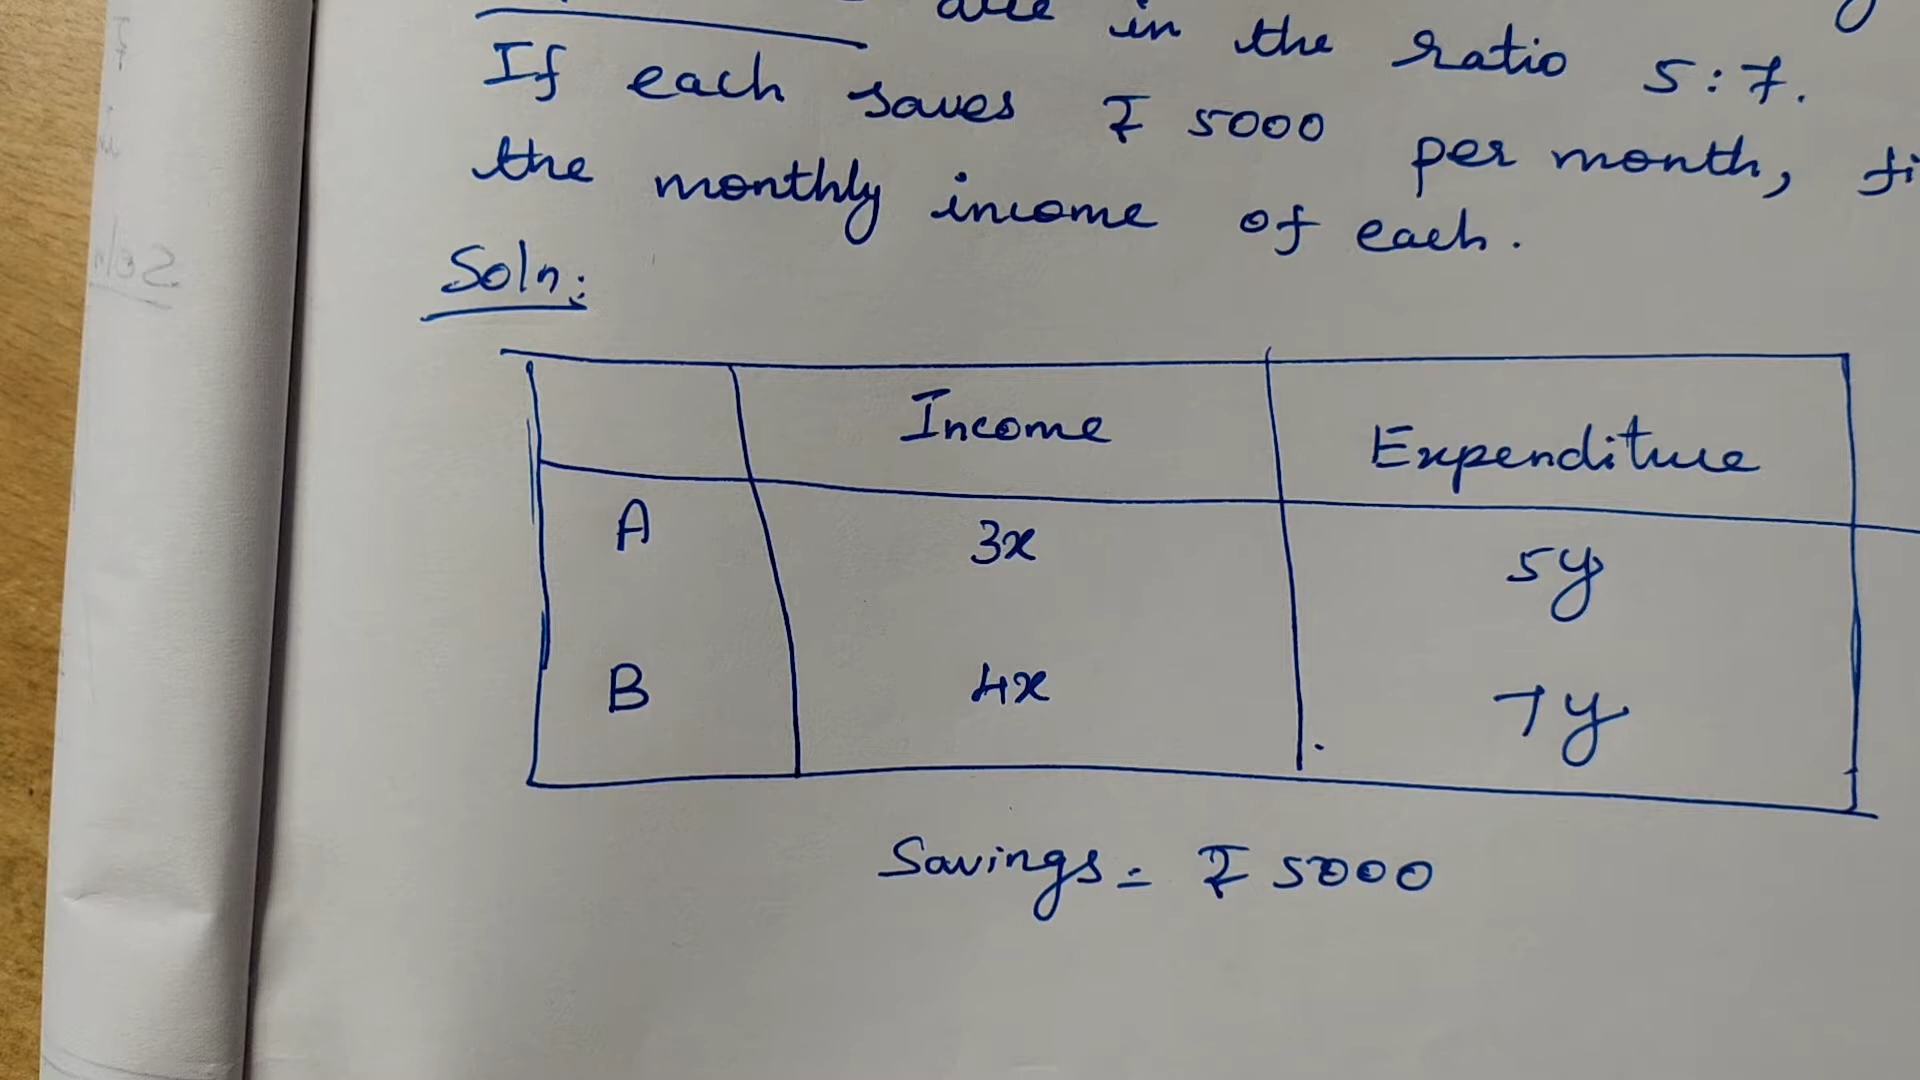 are in the ratio 5:7.
If each saves ₹ 5000 per month,
the monthly income of each.
Soln:
Income Expenditure
A 3x 5y
B 4x 7y
Savings = ₹ 5000